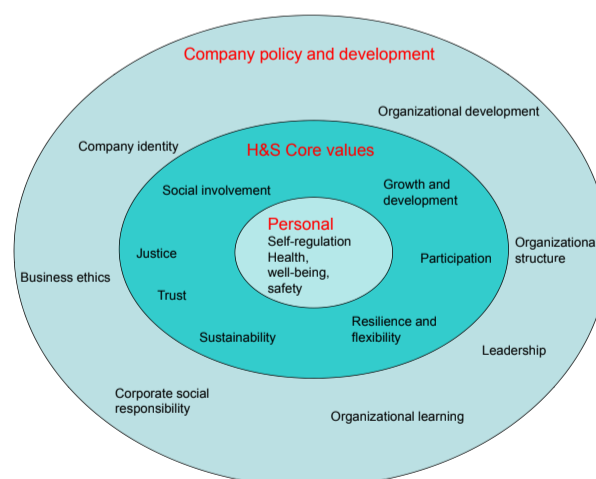 Company policy and development
Organizational development
Company identity
H&S Core values
Social involvement
Growth and
development
Personal
Self-regulation
Health,
well-being,
safety
Justice
Participation
Organizational
structure
Business ethics
Trust
Sustainability
Resilience and
flexibility
Leadership
Corporate social
responsibility
Organizational learning